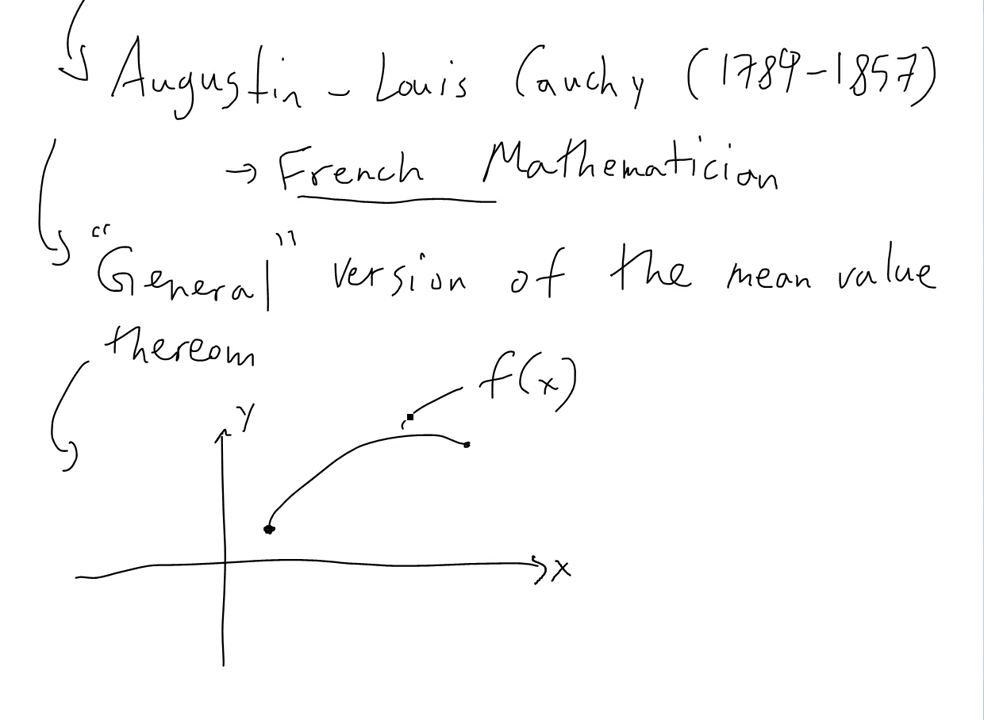 Augustin - Louis Cauchy (1789-1857)
→ French Mathematician
"General" version of the mean value
thereom
f(x)
y
x